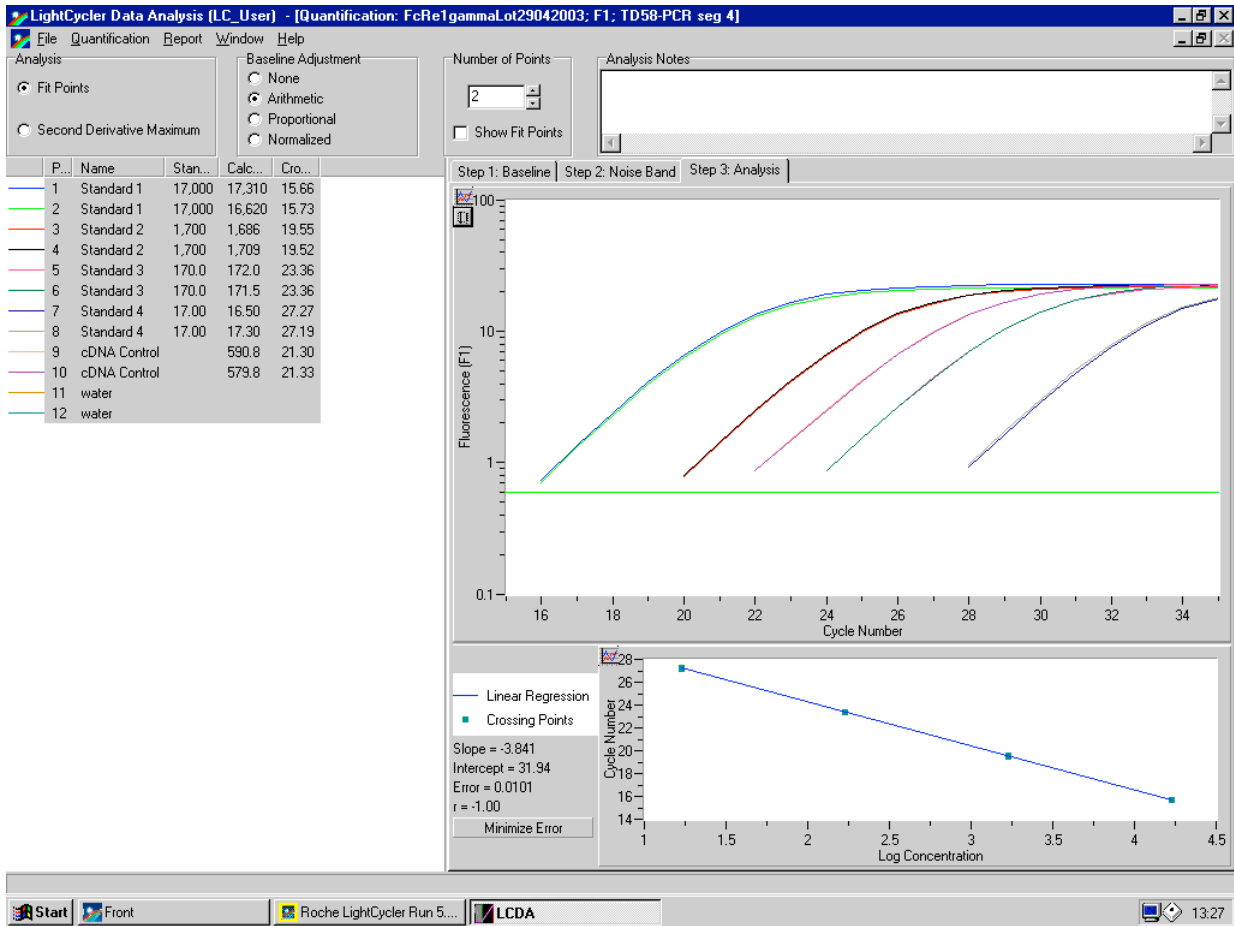 LightCycler Data Analysis (LC_User) - [Quantification: FcRe1gammaLot29042003; F1; TD58-PCR seg 4]
File Quantification Report Window Help
Analysis
Fit Points
Second Derivative Maximum
Baseline Adjustment
None
Arithmetic
Proportional
Normalized
Number of Points
2
Show Fit Points
Analysis Notes
P... Name Stan... Calc... Cro...
1 Standard 1 17,000 17,310 15.66
2 Standard 1 17,000 16,620 15.73
3 Standard 2 1,700 1,686 19.55
4 Standard 2 1,700 1,709 19.52
5 Standard 3 170.0 172.0 23.36
6 Standard 3 170.0 171.5 23.36
7 Standard 4 17.00 16.50 27.27
8 Standard 4 17.00 17.30 27.19
9 cDNA Control 590.8 21.30
10 cDNA Control 579.8 21.33
11 water
12 water
Step 1: Baseline Step 2: Noise Band Step 3: Analysis
100
10
1
0.1
Fluorescence (F1)
16 18 20 22 24 26 28 30 32 34
Cycle Number
Linear Regression
Crossing Points
Slope = -3.841
Intercept = 31.94
Error = 0.0101
r = -1.00
Minimize Error
28
26
24
22
20
18
16
14
Cycle Number
1 1.5 2 2.5 3 3.5 4 4.5
Log Concentration
Start Front Roche LightCycler Run 5.... LCDA 13:27